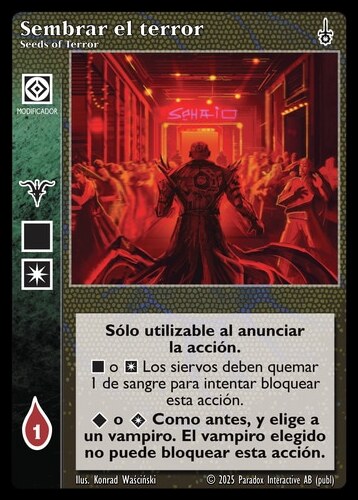 Sembrar el terror
Seeds of Terror
MODIFICADOR
SPHATO
Sólo utilizable al anunciar
la acción.
o Los siervos deben quemar
1 de sangre para intentar bloquear
esta acción.
o Como antes, y elige a
un vampiro. El vampiro elegido
no puede bloquear esta acción.
1
Ilus. Konrad Waściński © 2025 Paradox Interactive AB (publ)